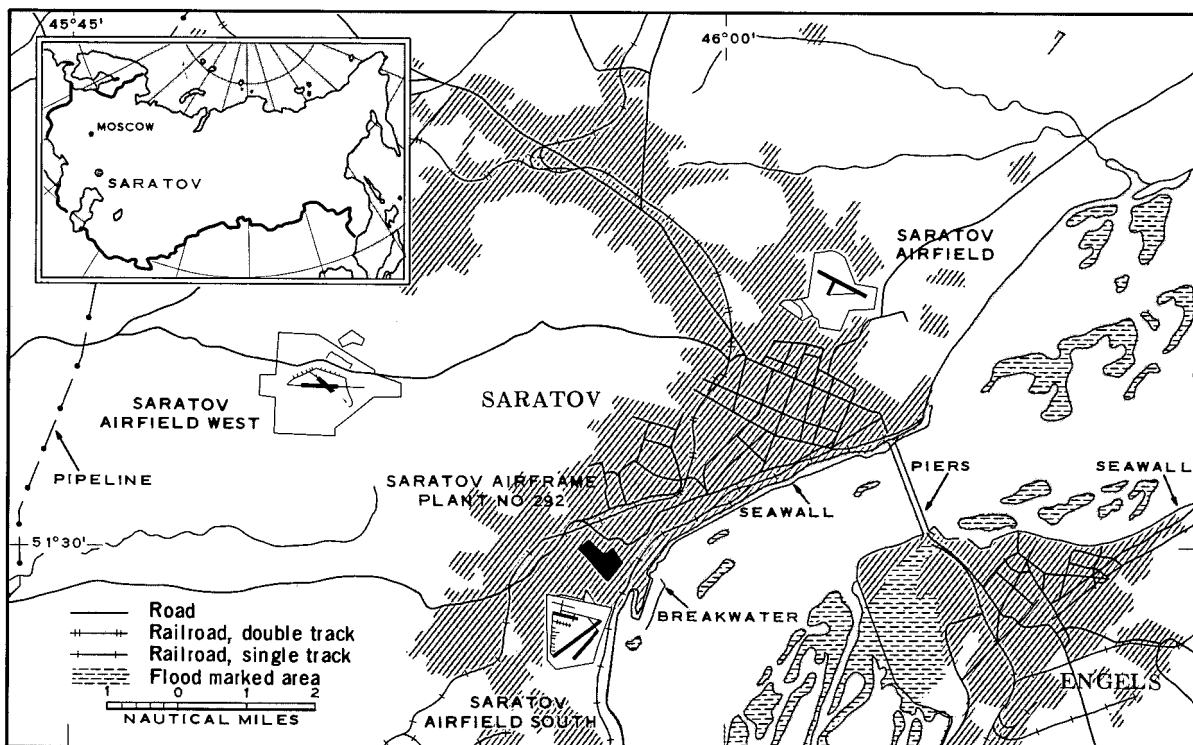 45°45'
46°00'
MOSCOW
SARATOV
SARATOV
AIRFIELD
SARATOV
AIRFIELD WEST
SARATOV
PIPELINE
SARATOV AIRFRAME
PLANT NO 292
SEAWALL
PIERS
SEAWALL
51°30'
BREAKWATER
Road
Railroad, double track
Railroad, single track
Flood marked area
1 0 1 2
NAUTICAL MILES
SARATOV
AIRFIELD SOUTH
ENGELS